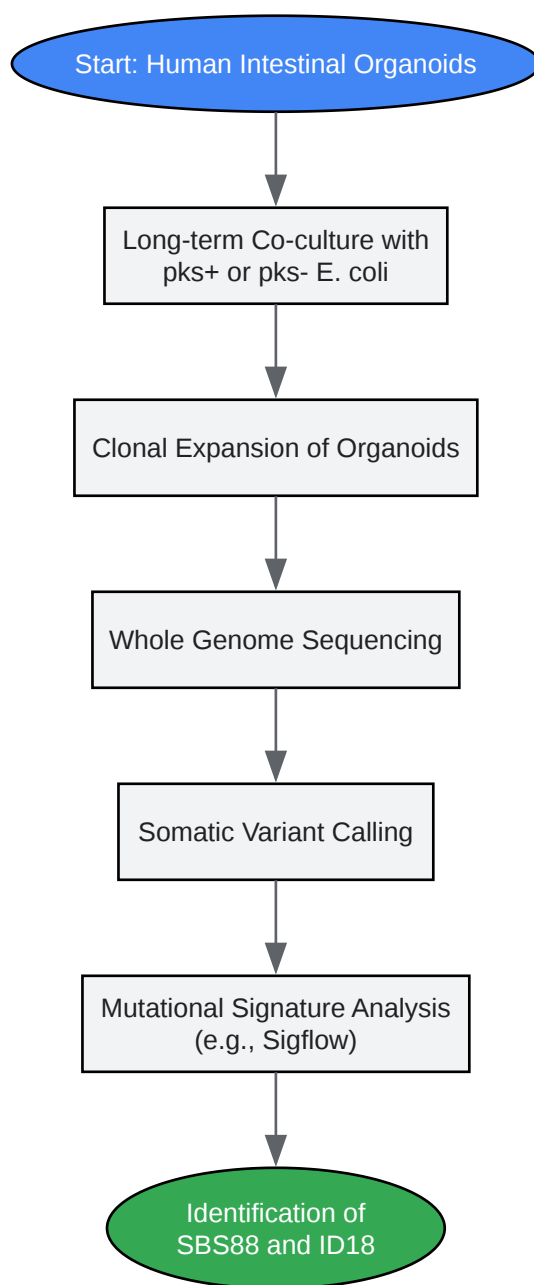 Start: Human Intestinal Organoids
Long-term Co-culture with
pks+ or pks- E. coli
Clonal Expansion of Organoids
Whole Genome Sequencing
Somatic Variant Calling
Mutational Signature Analysis
(e.g., Sigflow)
Identification of
SBS88 and ID18